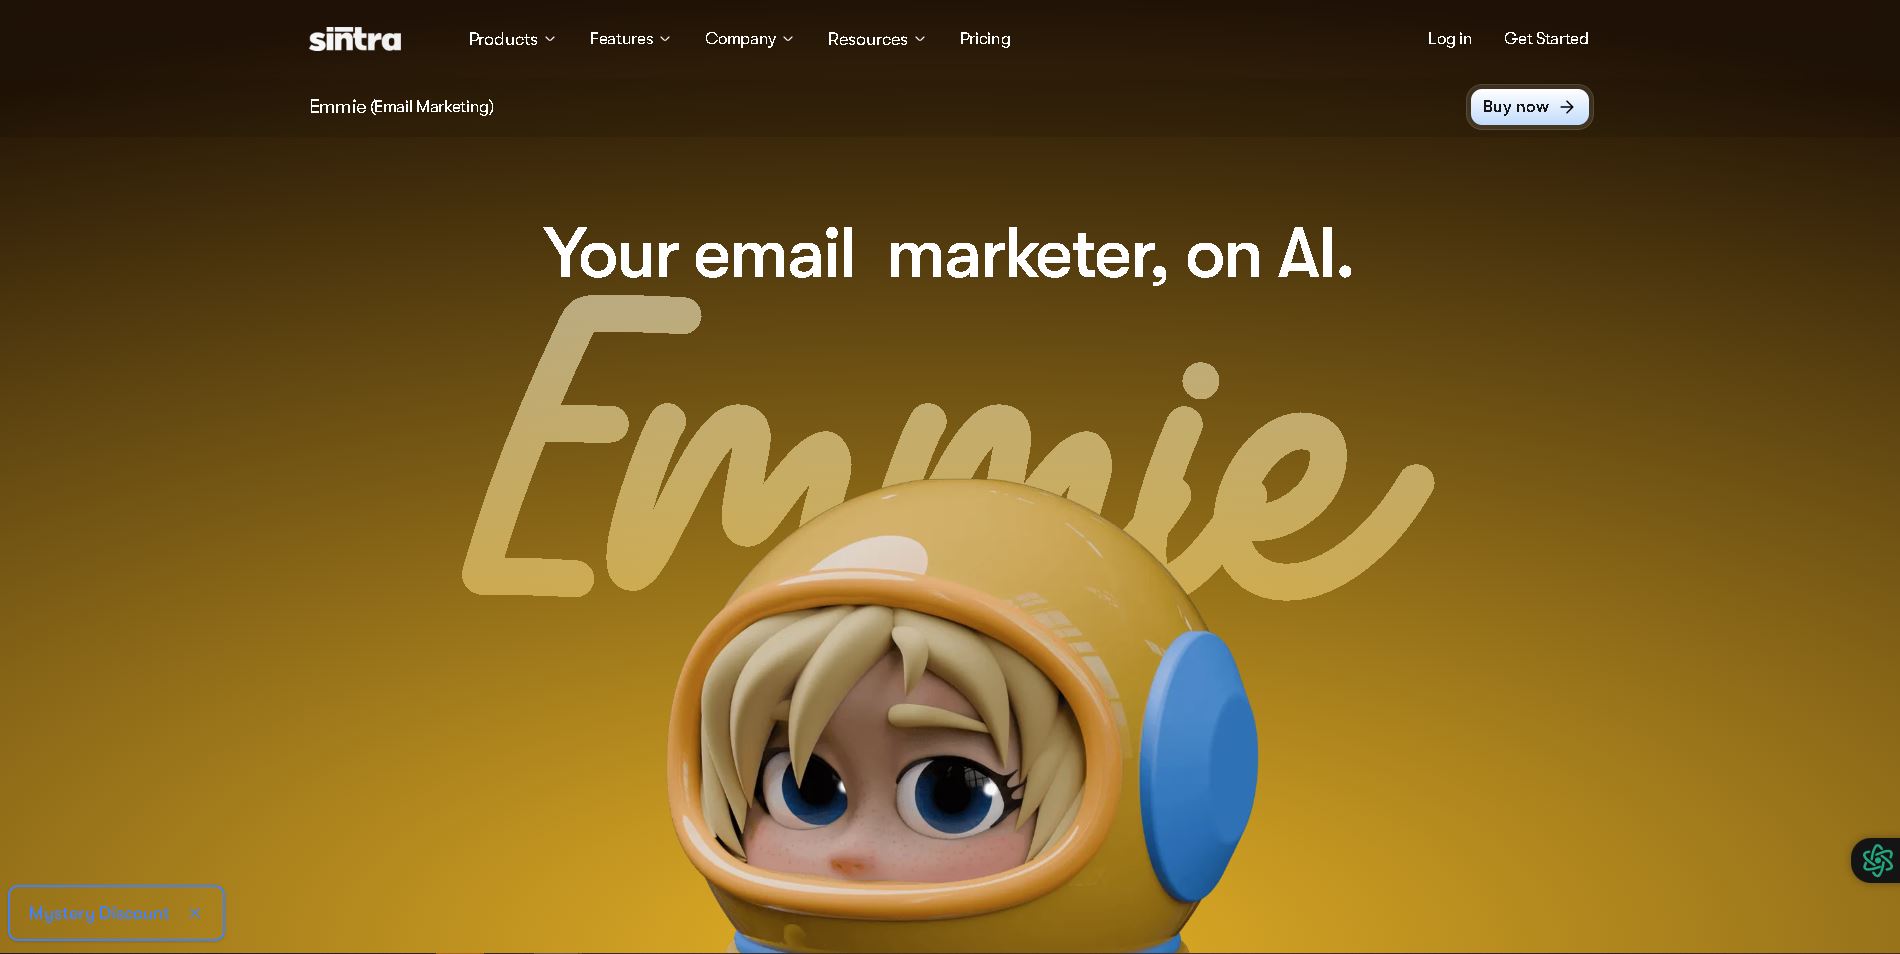 sintra Products Features Company Resources Pricing Log in Get Started
Emmie (Email Marketing) Buy now
Your email  marketer, on AI.
Emmie
Mystery Discount